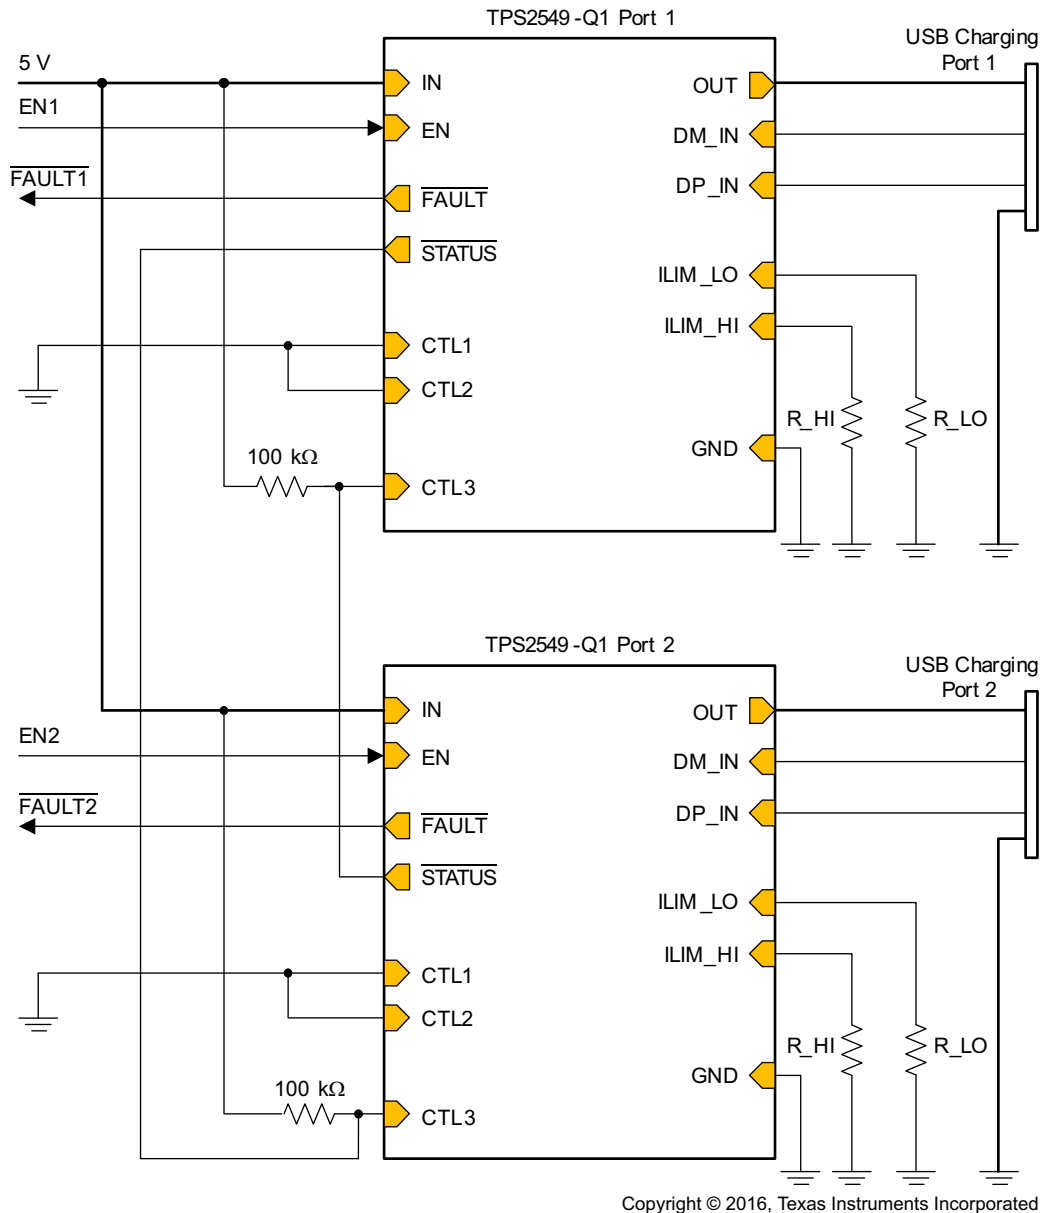 TPS2549-Q1 Port 1
USB Charging
Port 1
5 V
IN
OUT
EN1
EN
DM_IN
FAULT1
FAULT
DP_IN
STATUS
ILIM_LO
ILIM_HI
CTL1
CTL2
R_HI
R_LO
GND
100 kΩ
CTL3
TPS2549-Q1 Port 2
USB Charging
Port 2
IN
OUT
EN2
EN
DM_IN
FAULT2
FAULT
DP_IN
STATUS
ILIM_LO
ILIM_HI
CTL1
CTL2
R_HI
R_LO
GND
100 kΩ
CTL3
Copyright © 2016, Texas Instruments Incorporated